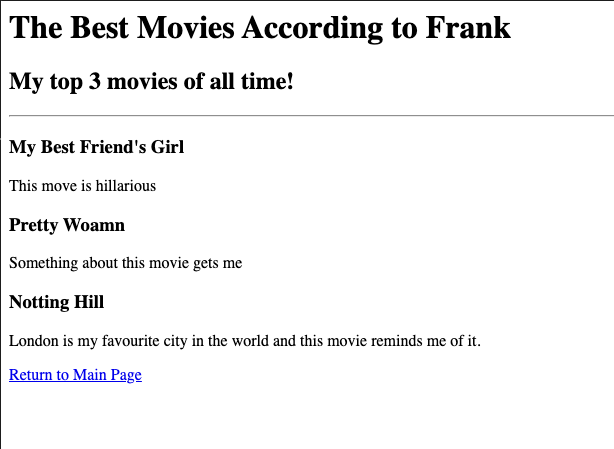 The Best Movies According to Frank
My top 3 movies of all time!
My Best Friend's Girl
This move is hillarious
Pretty Woamn
Something about this movie gets me
Notting Hill
London is my favourite city in the world and this movie reminds me of it.
Return to Main Page